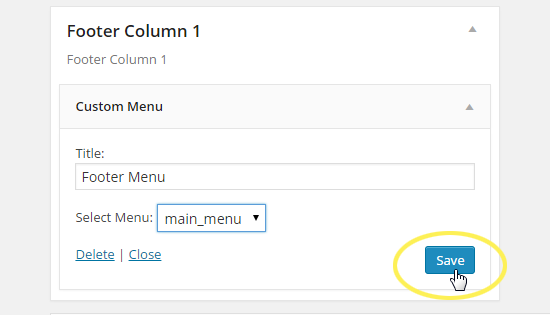 Footer Column 1
Footer Column 1
Custom Menu
Title:
Footer Menu
Select Menu: main_menu
Delete | Close Save